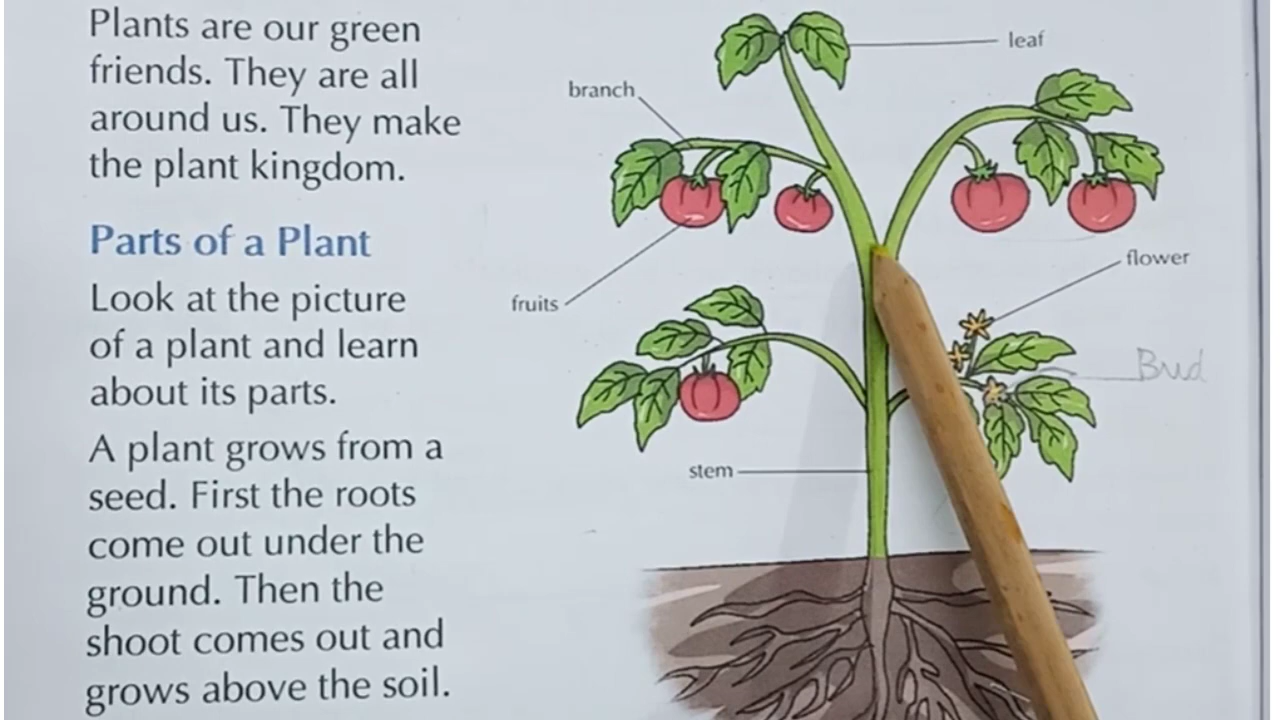 Plants are our green
friends. They are all
around us. They make
the plant kingdom.
Parts of a Plant
Look at the picture
of a plant and learn
about its parts.
A plant grows from a
seed. First the roots
come out under the
ground. Then the
shoot comes out and
grows above the soil.
leaf
branch
flower
fruits
Bud
stem